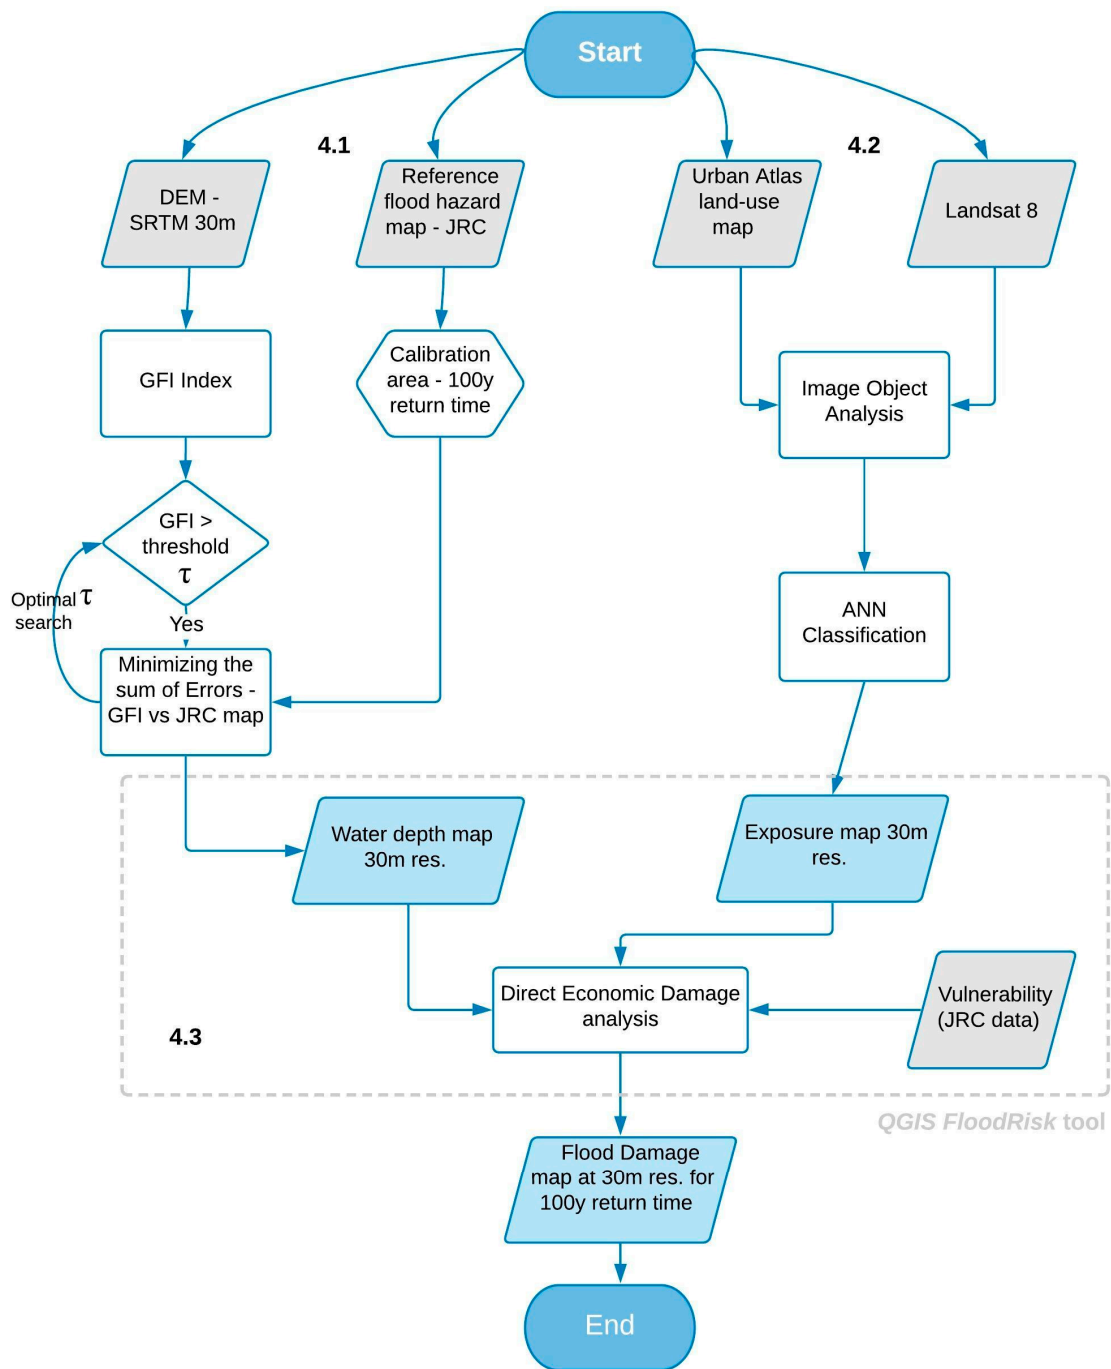 Start
4.1
4.2
DEM -
SRTM 30m
Reference
flood hazard
map - JRC
Urban Atlas
land-use
map
Landsat 8
GFI Index
Calibration
area - 100y
return time
Image Object
Analysis
GFI >
threshold
τ
Optimal τ
search
Yes
ANN
Classification
Minimizing the
sum of Errors -
GFI vs JRC map
Water depth map
30m res.
Exposure map 30m
res.
Direct Economic Damage
analysis
Vulnerability
(JRC data)
4.3
QGIS FloodRisk tool
Flood Damage
map at 30m res. for
100y return time
End